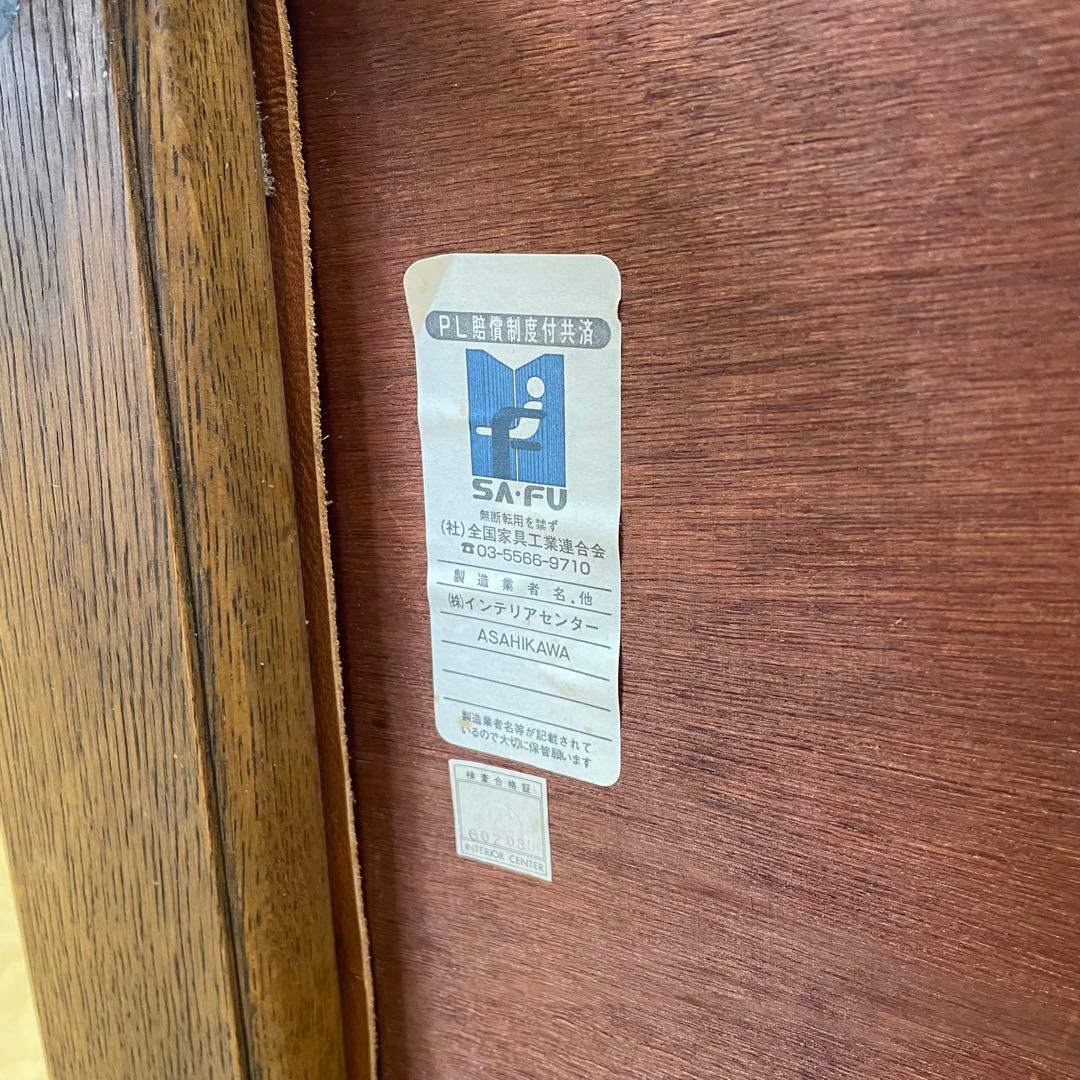 PL賠償制度付共済
SA・FU
無断転用を禁ず
(社)全国家具工業連合会
☎03-5566-9710
製造業者名.他
㈱インテリアセンター
ASAHIKAWA
製造業者名等が記載されて
いるので大切に保管願います
検査合格証
INTERIOR CENTER